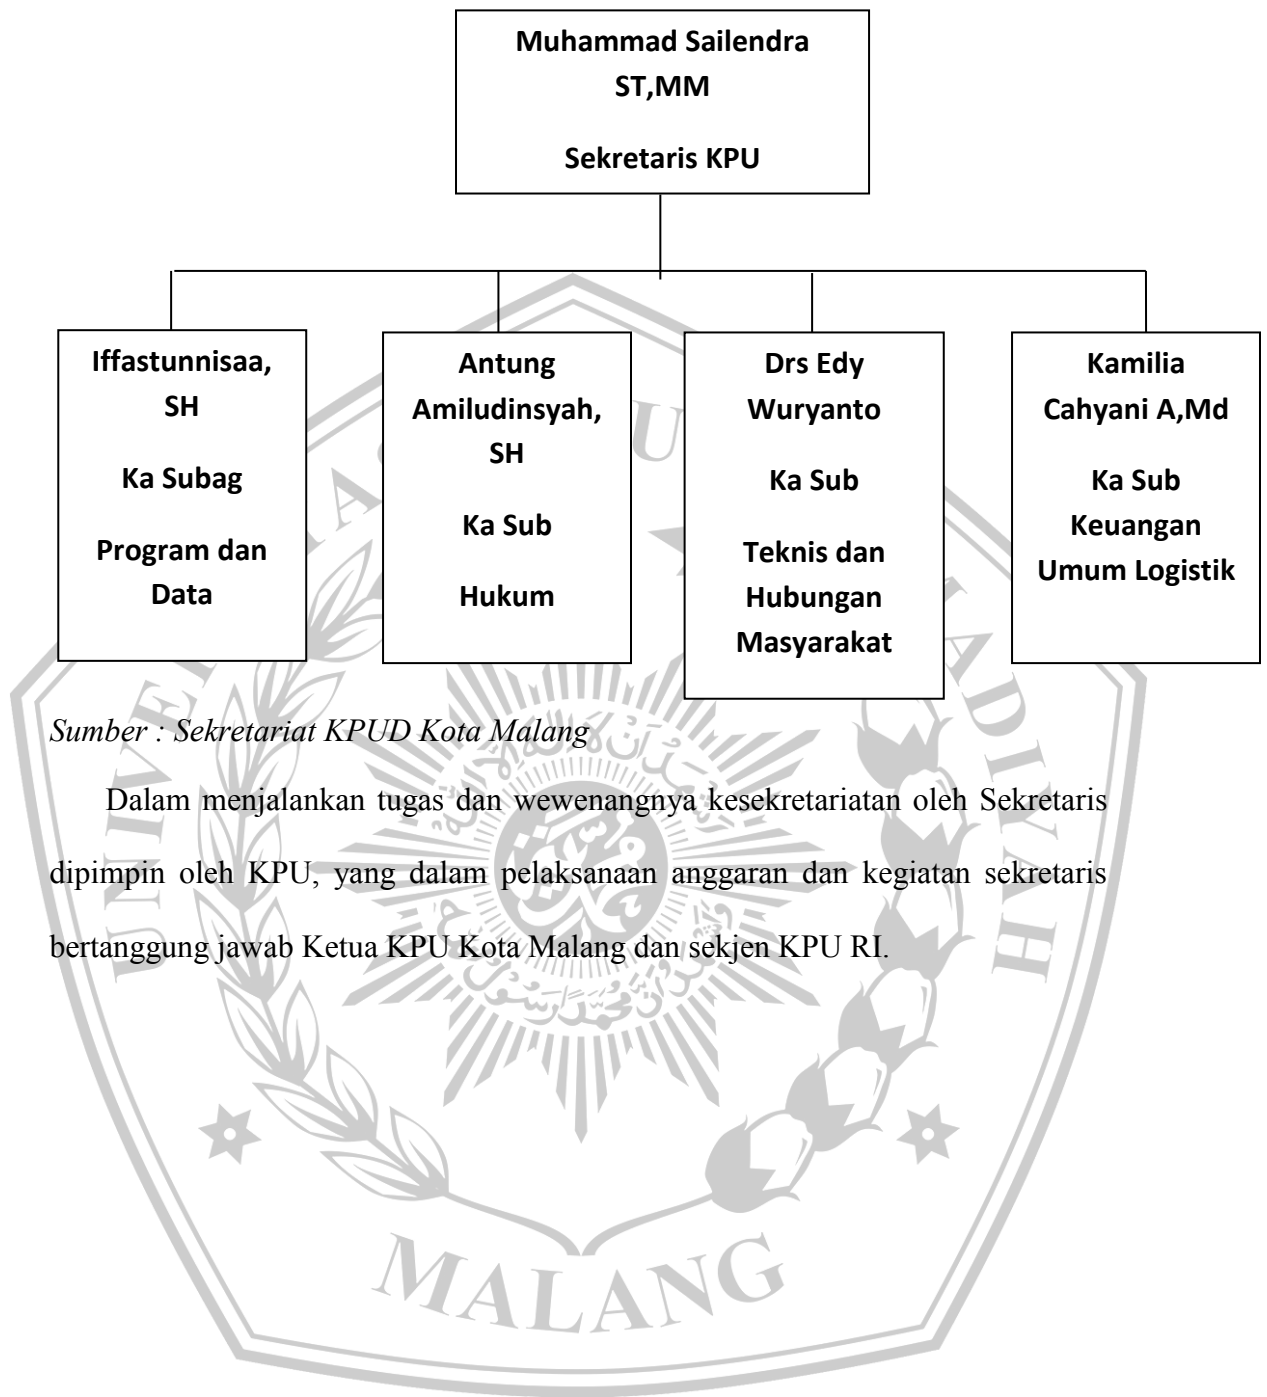 Muhammad Sailendra
ST,MM
Sekretaris KPU
Iffastunnisaa,
SH
Ka Subag
Program dan
Data
Antung
Amiludinsyah,
SH
Ka Sub
Hukum
Drs Edy
Wuryanto
Ka Sub
Teknis dan
Hubungan
Masyarakat
Kamilia
Cahyani A,Md
Ka Sub
Keuangan
Umum Logistik
Sumber : Sekretariat KPUD Kota Malang
Dalam menjalankan tugas dan wewenangnya kesekretariatan oleh Sekretaris
dipimpin oleh KPU, yang dalam pelaksanaan anggaran dan kegiatan sekretaris
bertanggung jawab Ketua KPU Kota Malang dan sekjen KPU RI.
MALANG